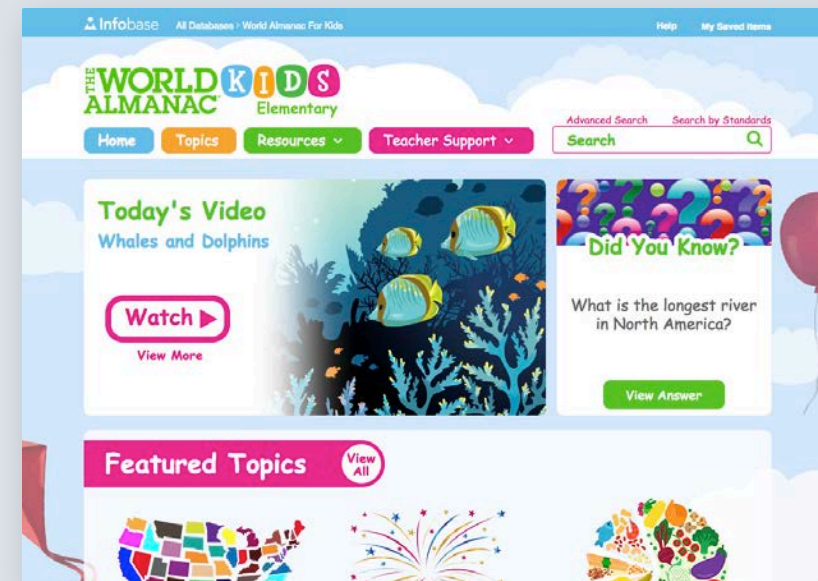 Infobase All Databases › World Almanac For Kids Help My Saved Items
THE WORLD ALMANAC KIDS
Elementary
Advanced Search Search by Standards
Home Topics Resources Teacher Support Search
Today's Video
Whales and Dolphins
Watch
View More
Did You Know?
What is the longest river
in North America?
View Answer
Featured Topics View All